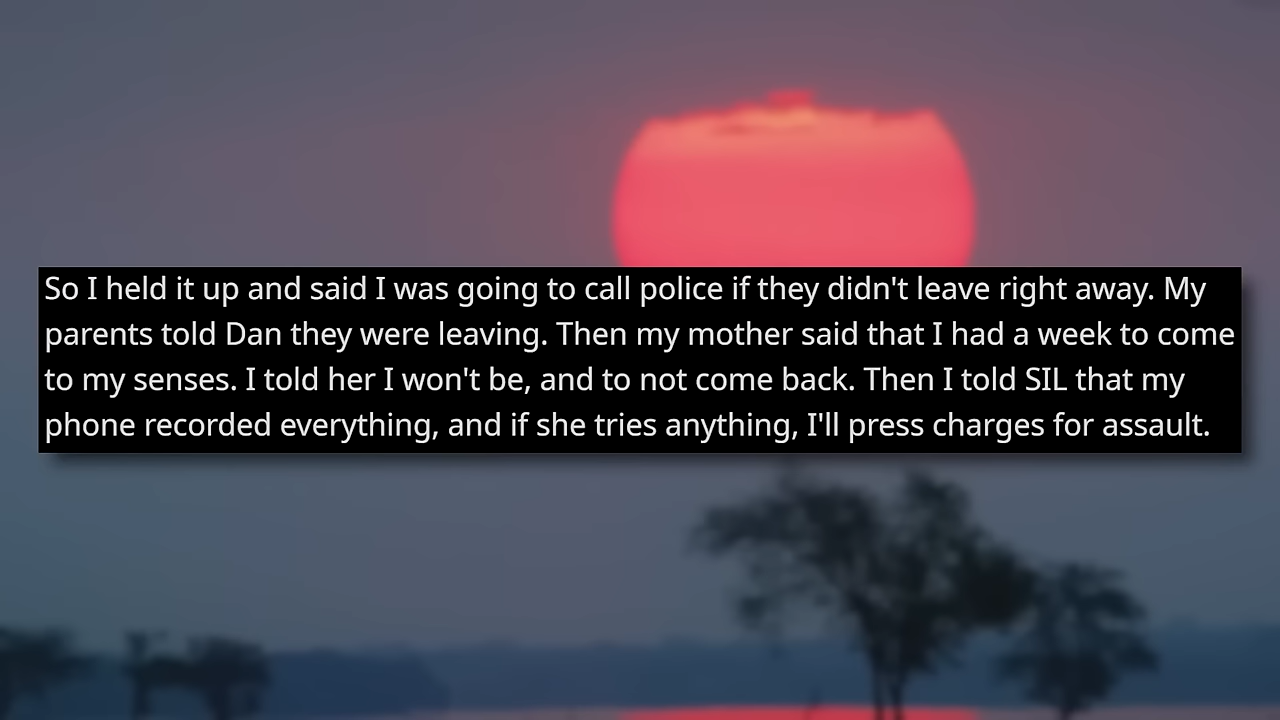 So I held it up and said I was going to call police if they didn't leave right away. My
parents told Dan they were leaving. Then my mother said that I had a week to come
to my senses. I told her I won't be, and to not come back. Then I told SIL that my
phone recorded everything, and if she tries anything, I'll press charges for assault.